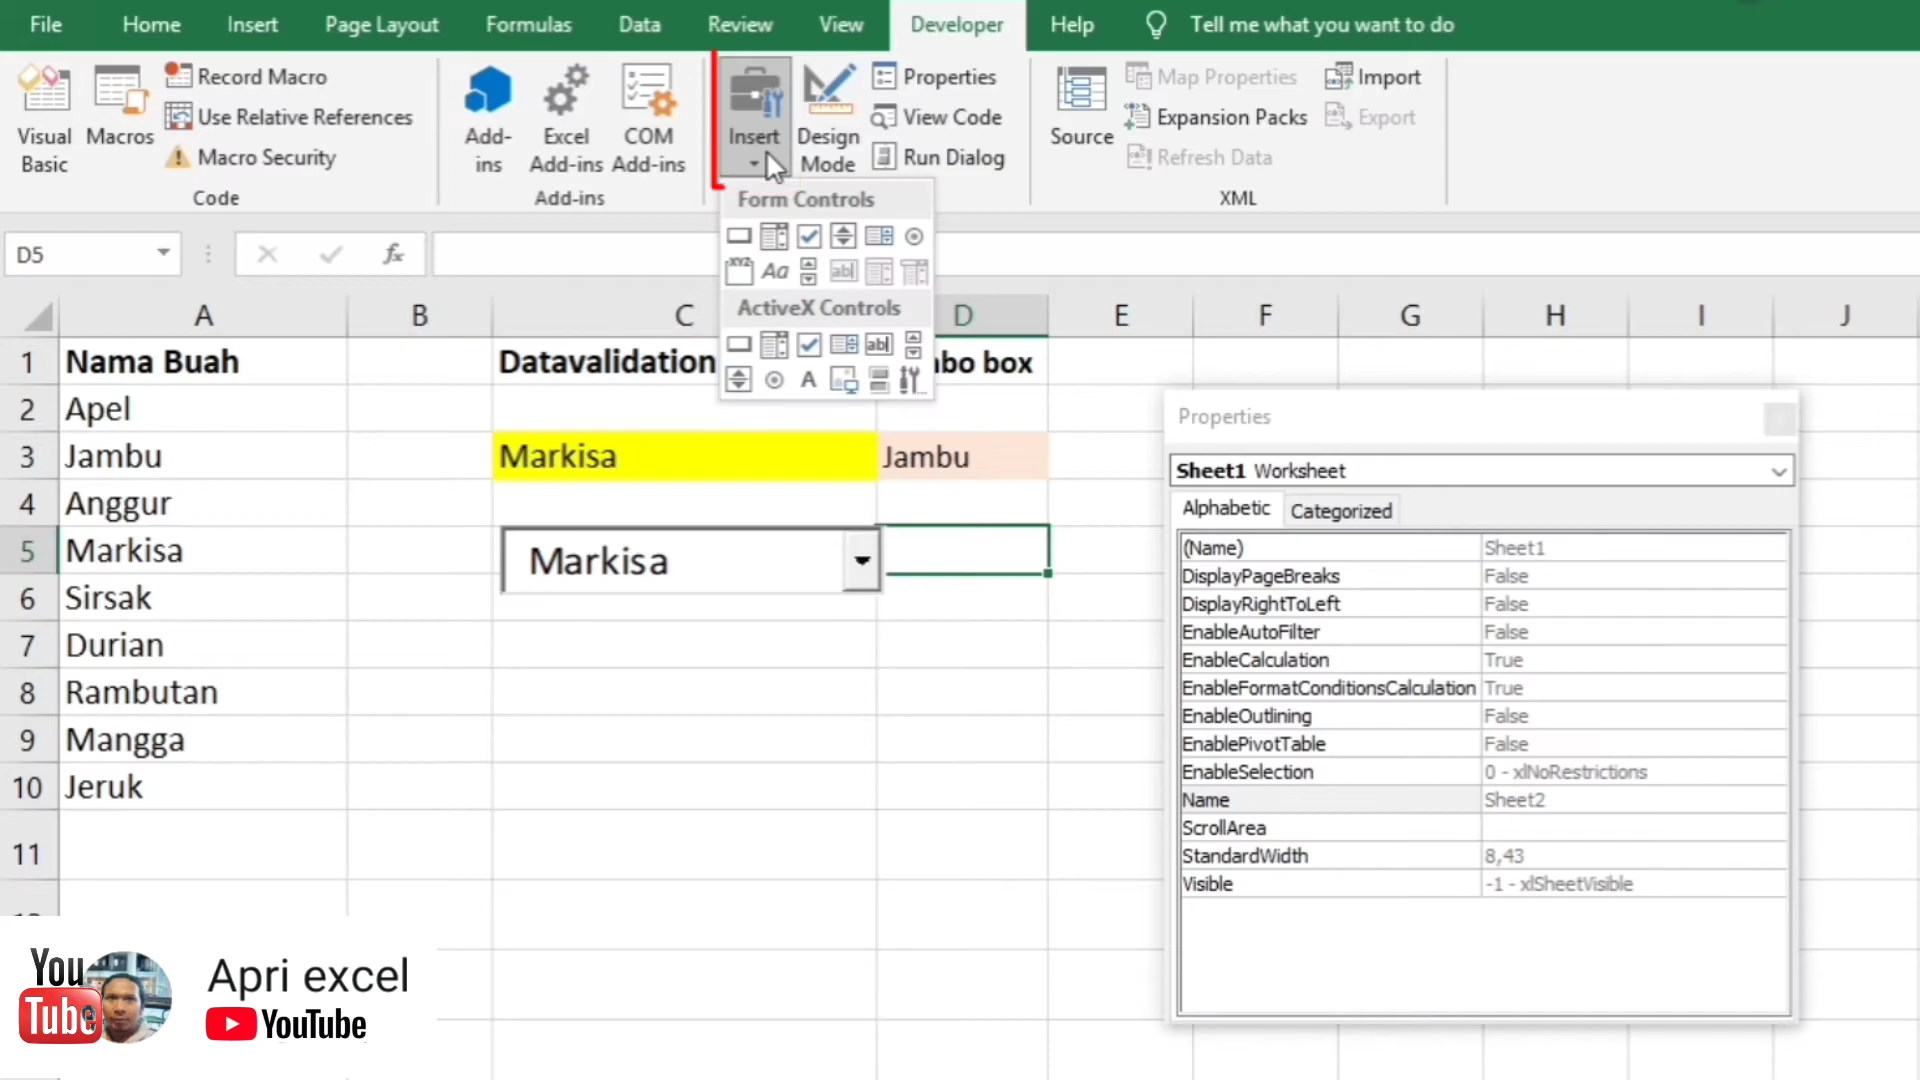 File Home Insert Page Layout Formulas Data Review View Developer Help Tell me what you want to do
Visual Basic
Macros
Record Macro
Use Relative References
Macro Security
Code
Add-ins
Excel Add-ins
COM Add-ins
Add-ins
Insert
Design Mode
Properties
View Code
Run Dialog
Source
Map Properties
Expansion Packs
Refresh Data
Import
Export
XML
Form Controls
XYZ Aa ab|
ActiveX Controls
ab|
A
D5 fx
A B C D E F G H I J
1 Nama Buah Datavalidation bo box
2 Apel
3 Jambu Markisa Jambu
4 Anggur
5 Markisa Markisa
6 Sirsak
7 Durian
8 Rambutan
9 Mangga
10 Jeruk
11
Properties
Sheet1 Worksheet
Alphabetic Categorized
(Name) Sheet1
DisplayPageBreaks False
DisplayRightToLeft False
EnableAutoFilter False
EnableCalculation True
EnableFormatConditionsCalculation True
EnableOutlining False
EnablePivotTable False
EnableSelection 0 - xlNoRestrictions
Name Sheet2
ScrollArea
StandardWidth 8,43
Visible -1 - xlSheetVisible
You
Tube
Apri excel
YouTube